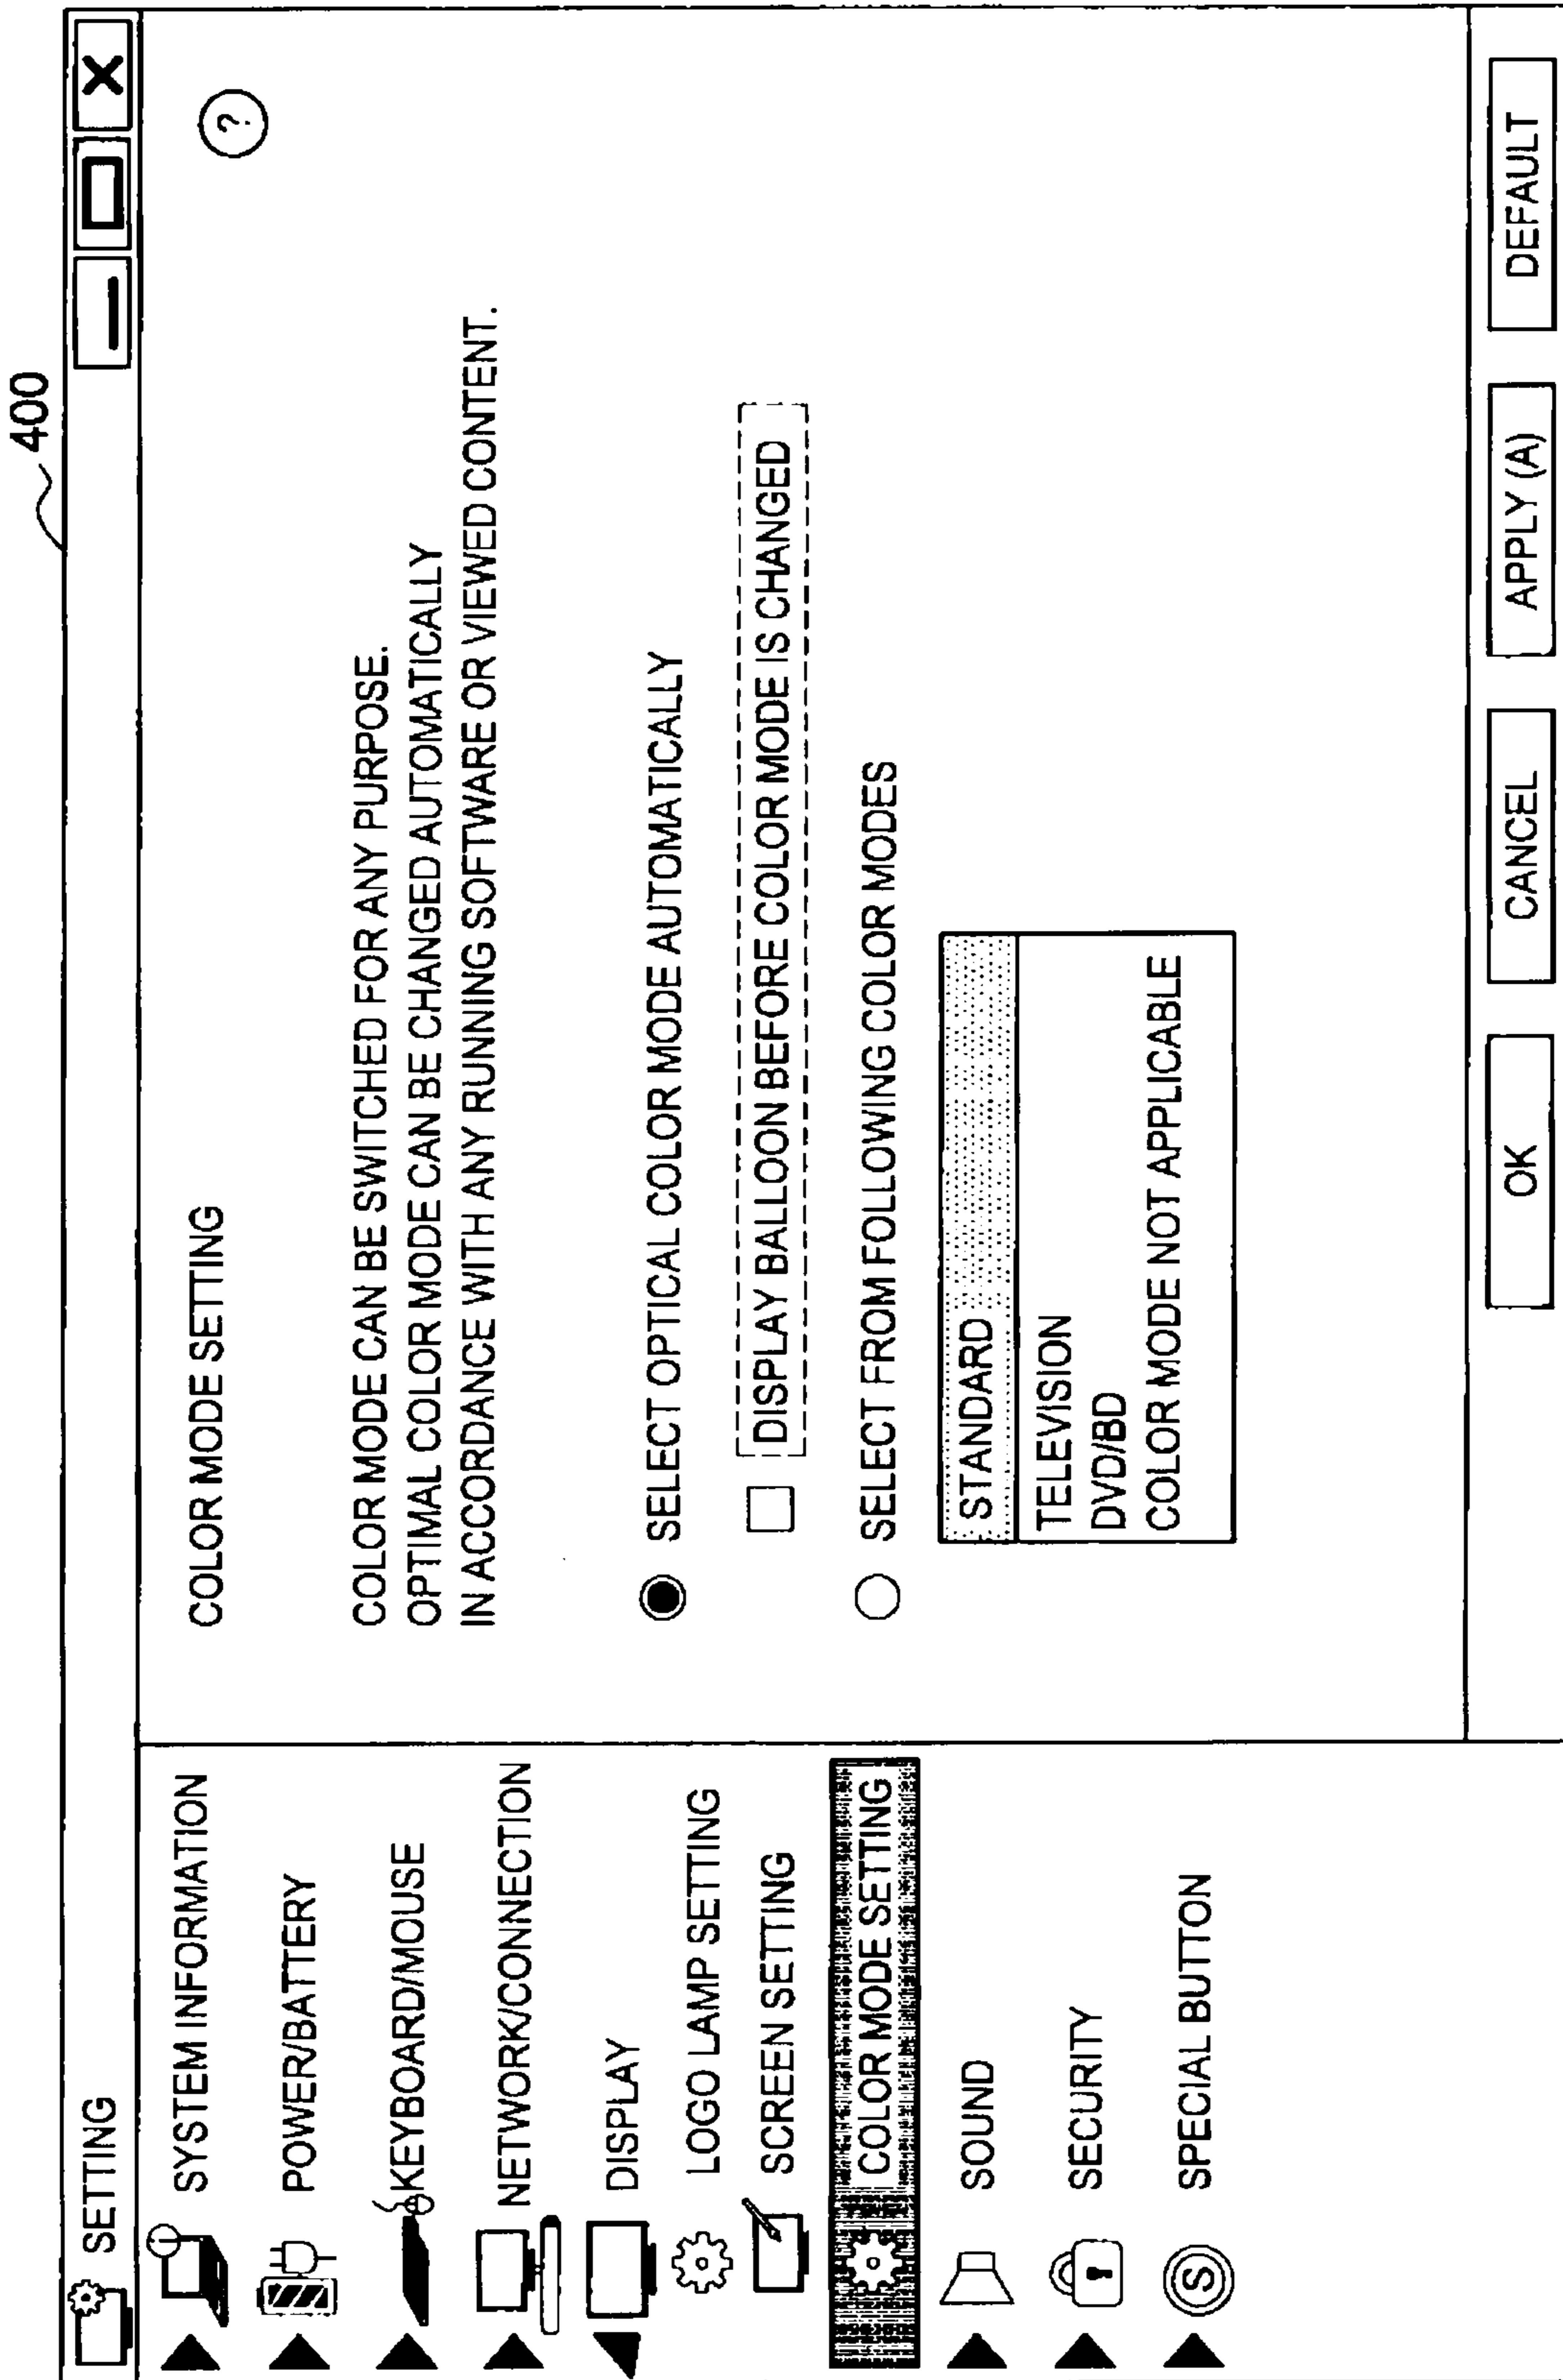 400
SETTING
SYSTEM INFORMATION
POWER/BATTERY
KEYBOARD/MOUSE
NETWORK/CONNECTION
DISPLAY
LOGO LAMP SETTING
SCREEN SETTING
COLOR MODE SETTING
SOUND
SECURITY
S SPECIAL BUTTON
COLOR MODE SETTING
?
COLOR MODE CAN BE SWITCHED FOR ANY PURPOSE.
OPTIMAL COLOR MODE CAN BE CHANGED AUTOMATICALLY
IN ACCORDANCE WITH ANY RUNNING SOFTWARE OR VIEWED CONTENT.
SELECT OPTICAL COLOR MODE AUTOMATICALLY
DISPLAY BALLOON BEFORE COLOR MODE IS CHANGED
SELECT FROM FOLLOWING COLOR MODES
STANDARD
TELEVISION
DVD/BD
COLOR MODE NOT APPLICABLE
OK
CANCEL
APPLY (A)
DEFAULT